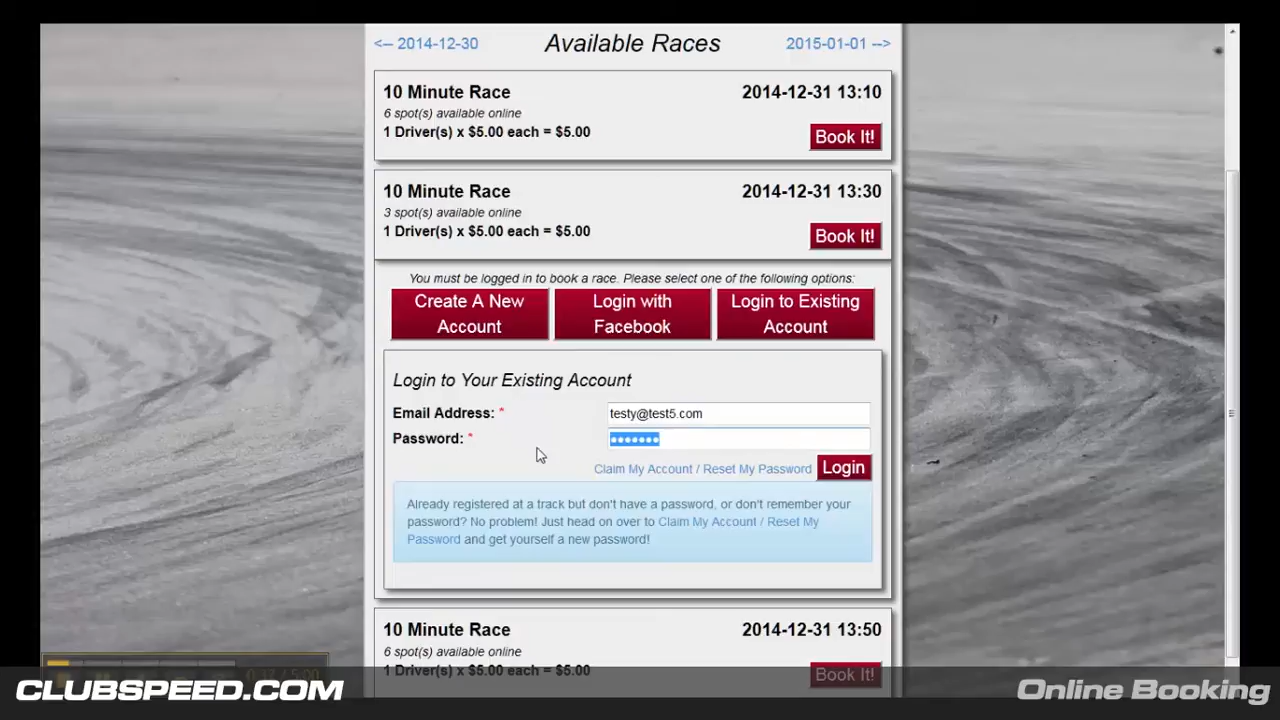 <-- 2014-12-30
Available Races
2015-01-01 -->
10 Minute Race
2014-12-31 13:10
6 spot(s) available online
1 Driver(s) x $5.00 each = $5.00
Book It!
10 Minute Race
2014-12-31 13:30
3 spot(s) available online
1 Driver(s) x $5.00 each = $5.00
Book It!
You must be logged in to book a race. Please select one of the following options:
Create A New
Account
Login with
Facebook
Login to Existing
Account
Login to Your Existing Account
Email Address: *
testy@test5.com
Password: *
•••••••
Claim My Account / Reset My Password
Login
Already registered at a track but don't have a password, or don't remember your
password? No problem! Just head on over to Claim My Account / Reset My
Password and get yourself a new password!
10 Minute Race
2014-12-31 13:50
6 spot(s) available online
1 Driver(s) x $5.00 each = $5.00
Book It!
CLUBSPEED.COM
Online Booking